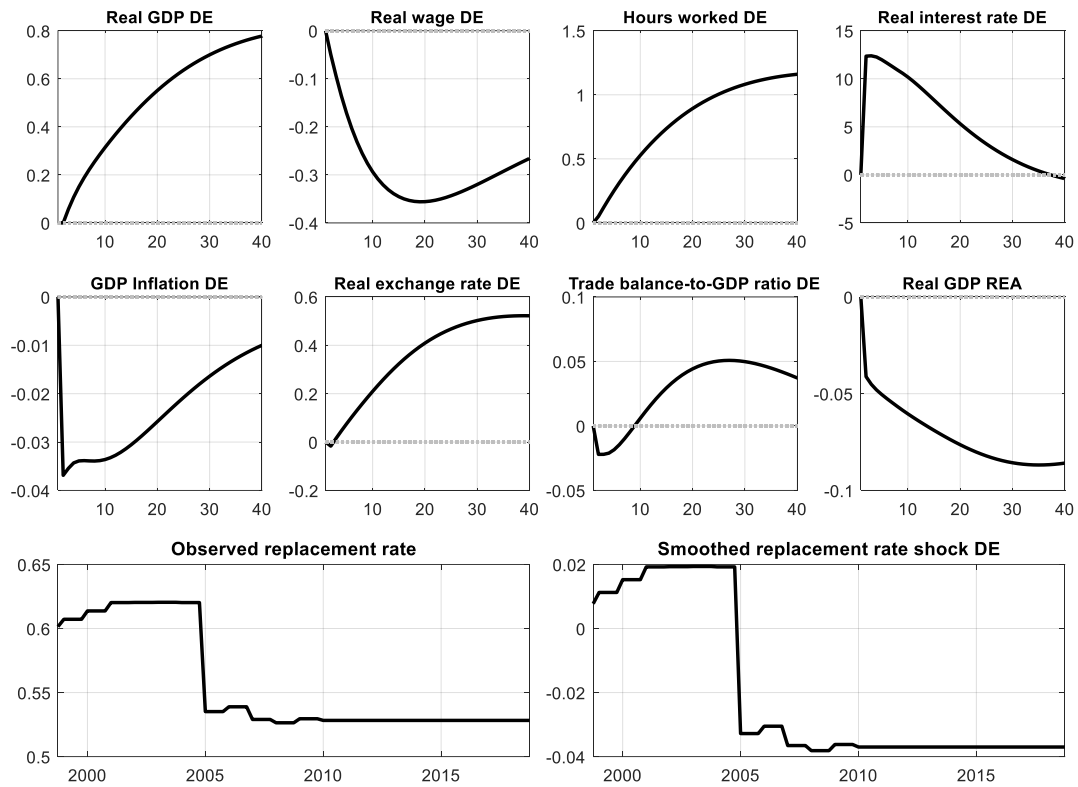 Real GDP DE
0.8
0.6
0.4
0.2
0
10 20 30 40
Real wage DE
0
-0.1
-0.2
-0.3
-0.4
10 20 30 40
Hours worked DE
1.5
1
0.5
0
10 20 30 40
Real interest rate DE
15
10
5
0
-5
10 20 30 40
GDP Inflation DE
0
-0.01
-0.02
-0.03
-0.04
10 20 30 40
Real exchange rate DE
0.6
0.4
0.2
0
-0.2
10 20 30 40
Trade balance-to-GDP ratio DE
0.1
0.05
0
-0.05
10 20 30 40
Real GDP REA
0
-0.05
-0.1
10 20 30 40
Observed replacement rate
0.65
0.6
0.55
0.5
2000 2005 2010 2015
Smoothed replacement rate shock DE
0.02
0
-0.02
-0.04
2000 2005 2010 2015